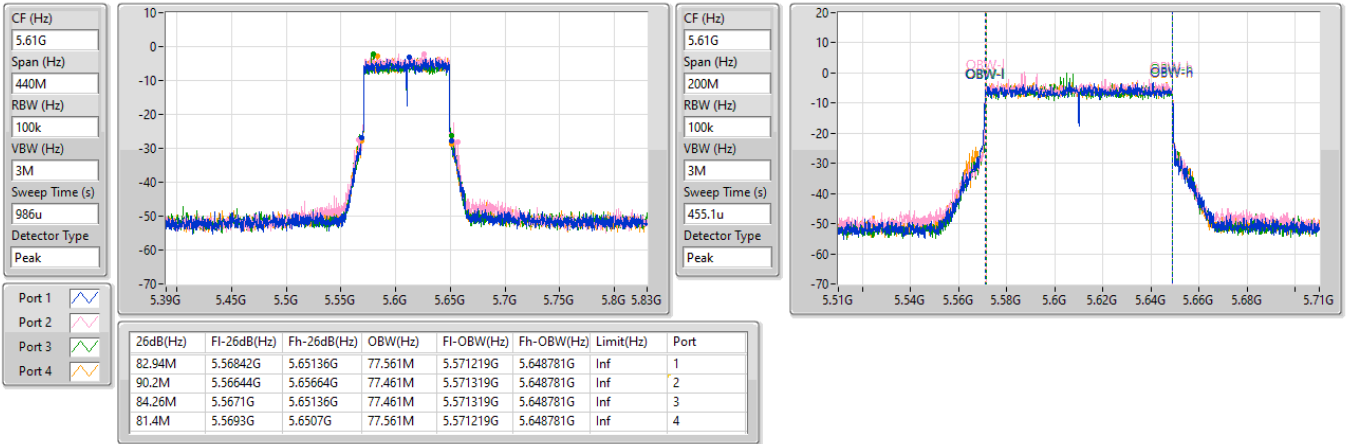 CF (Hz)
5.61G
Span (Hz)
440M
RBW (Hz)
100k
VBW (Hz)
3M
Sweep Time (s)
986u
Detector Type
Peak
10
0
-10
-20
-30
-40
-50
-60
-70
5.39G 5.45G 5.5G 5.55G 5.6G 5.65G 5.7G 5.75G 5.8G 5.83G
CF (Hz)
5.61G
Span (Hz)
200M
RBW (Hz)
100k
VBW (Hz)
3M
Sweep Time (s)
455.1u
Detector Type
Peak
20
10
0
-10
-20
-30
-40
-50
-60
-70
OBW-l OBW-h
5.51G 5.54G 5.56G 5.58G 5.6G 5.62G 5.64G 5.66G 5.68G 5.71G
Port 1
Port 2
Port 3
Port 4
26dB(Hz) Fl-26dB(Hz) Fh-26dB(Hz) OBW(Hz) Fl-OBW(Hz) Fh-OBW(Hz) Limit(Hz) Port
82.94M 5.56842G 5.65136G 77.561M 5.571219G 5.648781G Inf 1
90.2M 5.56644G 5.65664G 77.461M 5.571319G 5.648781G Inf 2
84.26M 5.5671G 5.65136G 77.461M 5.571319G 5.648781G Inf 3
81.4M 5.5693G 5.6507G 77.561M 5.571219G 5.648781G Inf 4